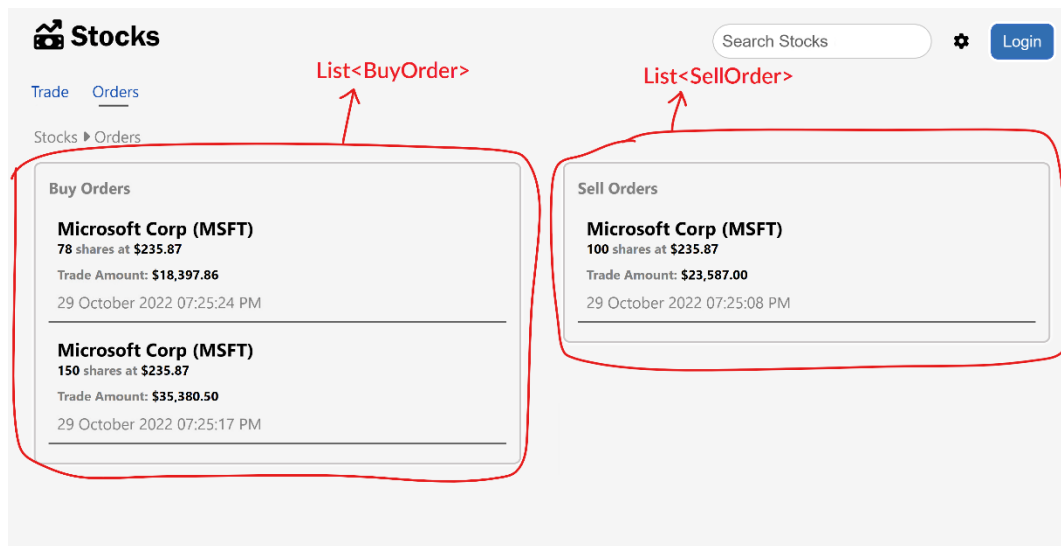 Stocks
Search Stocks
Login
List<BuyOrder>
List<SellOrder>
Trade Orders
Stocks Orders
Buy Orders
Microsoft Corp (MSFT)
78 shares at $235.87
Trade Amount: $18,397.86
29 October 2022 07:25:24 PM
Microsoft Corp (MSFT)
150 shares at $235.87
Trade Amount: $35,380.50
29 October 2022 07:25:17 PM
Sell Orders
Microsoft Corp (MSFT)
100 shares at $235.87
Trade Amount: $23,587.00
29 October 2022 07:25:08 PM